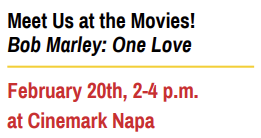 Meet Us at the Movies!
Bob Marley: One Love
February 20th, 2-4 p.m.
at Cinemark Napa